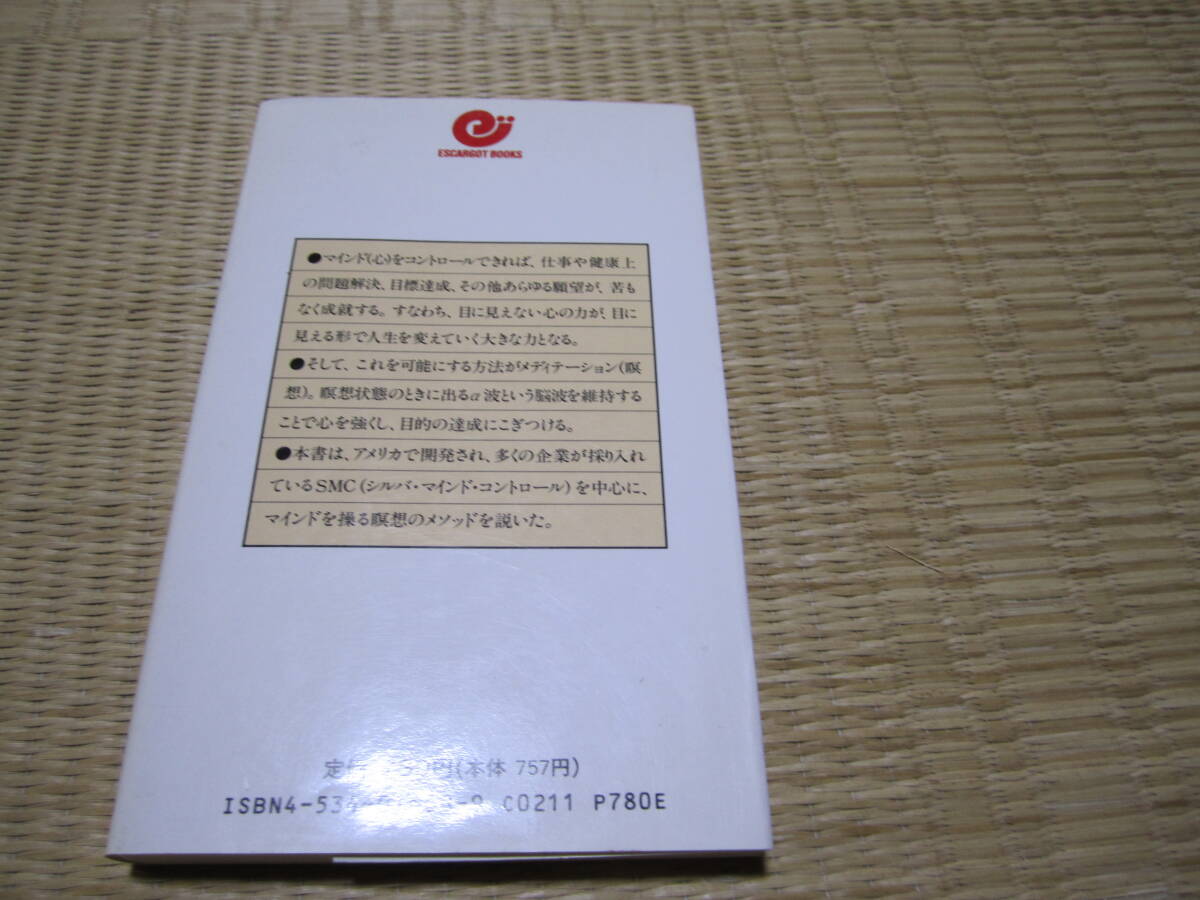 ESCARGOT BOOKS
●マインド(心)をコントロールできれば、仕事や健康上
の問題解決、目標達成、その他あらゆる願望が、苦も
なく成就する。すなわち、目に見えない心の力が、目に
見える形で人生を変えていく大きな力となる。
●そして、これを可能にする方法がメディテーション(瞑
想)。瞑想状態のときに出るα波という脳波を維持する
ことで心を強くし、目的の達成にこぎつける。
●本書は、アメリカで開発され、多くの企業が採り入れ
ているSMC(シルバ・マインド・コントロール)を中心に、
マインドを操る瞑想のメソッドを説いた。
定価 円(本体 757円)
ISBN4-53 -9 C0211 P780E